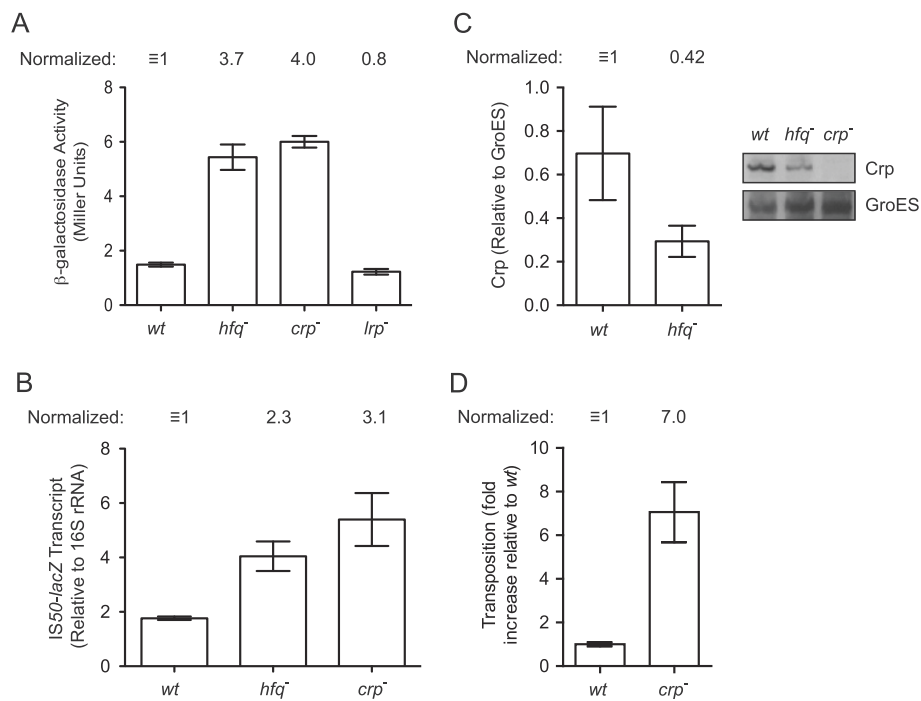 A
Normalized: ≡1 3.7 4.0 0.8
β-galactosidase Activity
(Miller Units)
8
6
4
2
0
wt hfq⁻ crp⁻ lrp⁻
C
Normalized: ≡1 0.42
Crp (Relative to GroES)
1.0
0.8
0.6
0.4
0.2
0.0
wt hfq⁻
wt hfq⁻ crp⁻
Crp
GroES
B
Normalized: ≡1 2.3 3.1
IS50-lacZ Transcript
(Relative to 16S rRNA)
8
6
4
2
0
wt hfq⁻ crp⁻
D
Normalized: ≡1 7.0
Transposition (fold
increase relative to wt)
10
8
6
4
2
0
wt crp⁻